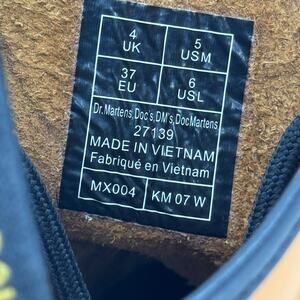 4 UK 5 USM
37 EU 6 USL
Dr.Martens, Doc's, DM's, DocMartens
27139
MADE IN VIETNAM
Fabriqué en Vietnam
MX004 KM 07 W